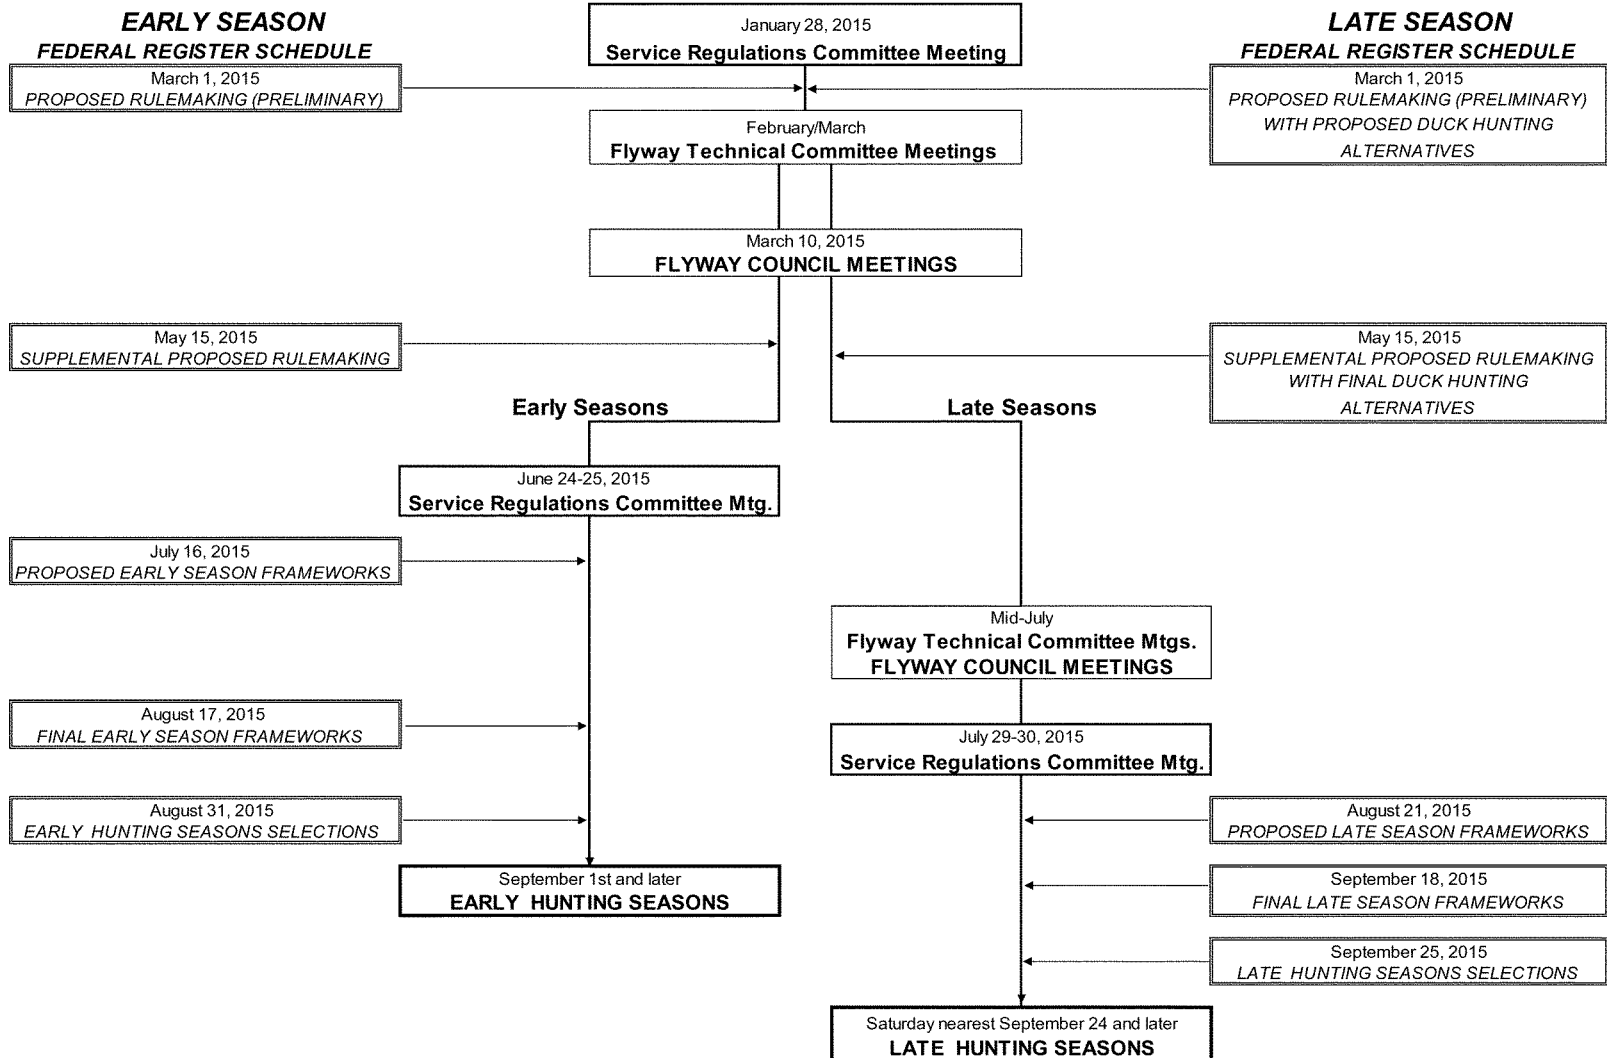 EARLY SEASON
FEDERAL REGISTER SCHEDULE
January 28, 2015
Service Regulations Committee Meeting
LATE SEASON
FEDERAL REGISTER SCHEDULE
March 1, 2015
PROPOSED RULEMAKING (PRELIMINARY)
March 1, 2015
PROPOSED RULEMAKING (PRELIMINARY)
WITH PROPOSED DUCK HUNTING
ALTERNATIVES
February/March
Flyway Technical Committee Meetings
March 10, 2015
FLYWAY COUNCIL MEETINGS
May 15, 2015
SUPPLEMENTAL PROPOSED RULEMAKING
May 15, 2015
SUPPLEMENTAL PROPOSED RULEMAKING
WITH FINAL DUCK HUNTING
ALTERNATIVES
Early Seasons
Late Seasons
June 24-25, 2015
Service Regulations Committee Mtg.
July 16, 2015
PROPOSED EARLY SEASON FRAMEWORKS
Mid-July
Flyway Technical Committee Mtgs.
FLYWAY COUNCIL MEETINGS
August 17, 2015
FINAL EARLY SEASON FRAMEWORKS
July 29-30, 2015
Service Regulations Committee Mtg.
August 31, 2015
EARLY HUNTING SEASONS SELECTIONS
August 21, 2015
PROPOSED LATE SEASON FRAMEWORKS
September 1st and later
EARLY HUNTING SEASONS
September 18, 2015
FINAL LATE SEASON FRAMEWORKS
September 25, 2015
LATE HUNTING SEASONS SELECTIONS
Saturday nearest September 24 and later
LATE HUNTING SEASONS